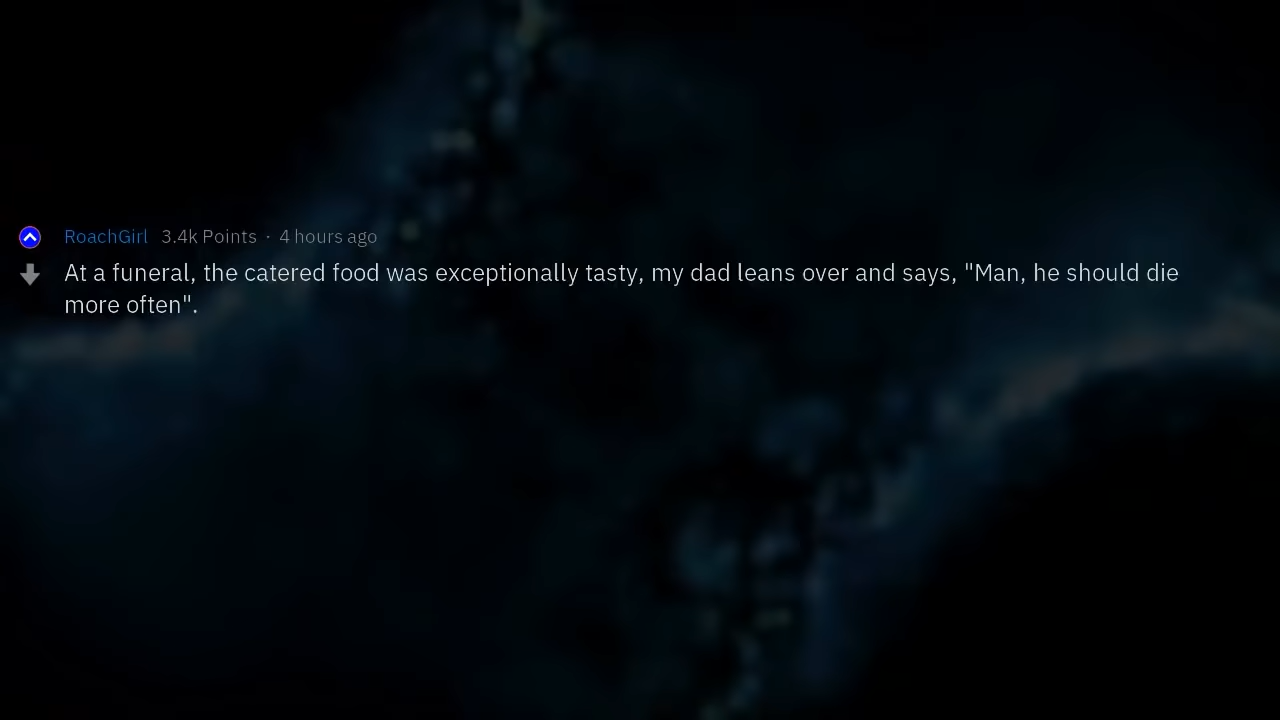 RoachGirl 3.4k Points · 4 hours ago
At a funeral, the catered food was exceptionally tasty, my dad leans over and says, "Man, he should die
more often".